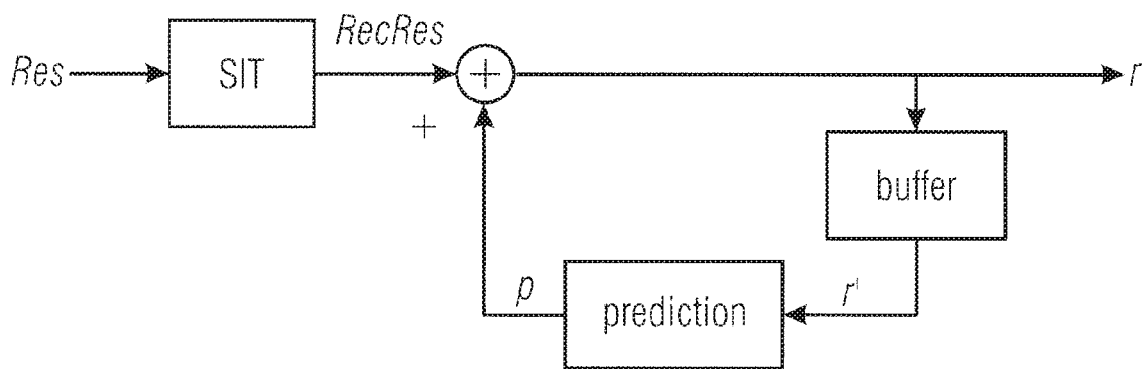 RecRes
Res
SIT
+
r
+
buffer
p
prediction
r'